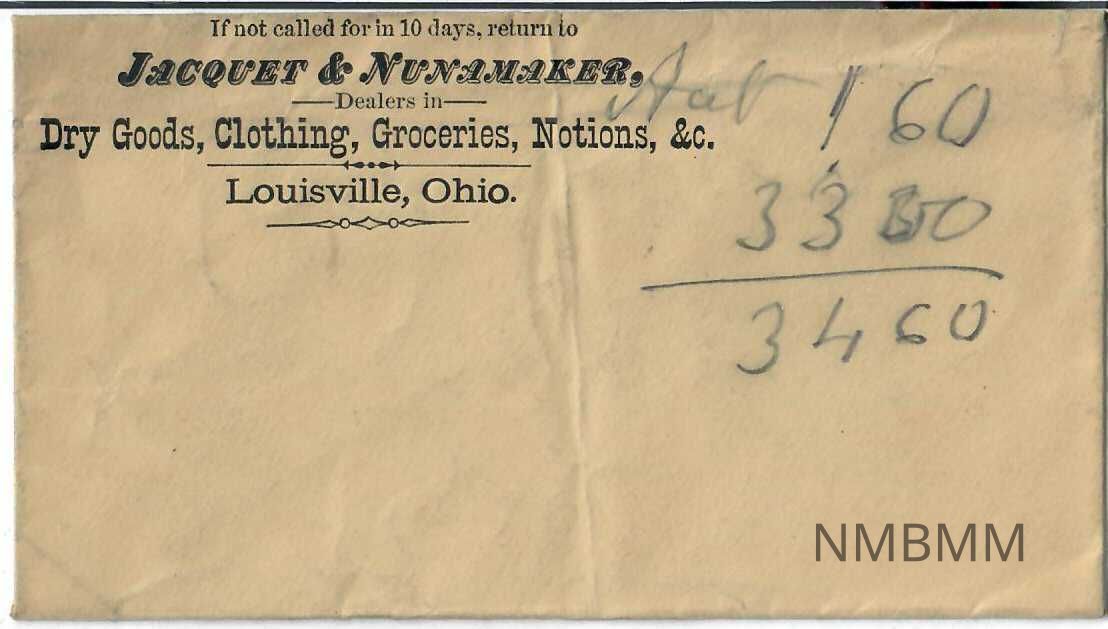 If not called for in 10 days, return to
JACQUET & NUNAMAKER,
Dealers in
Dry Goods, Clothing, Groceries, Notions, &c.
Louisville, Ohio.
1 60
33 00
34 60
NMBMM